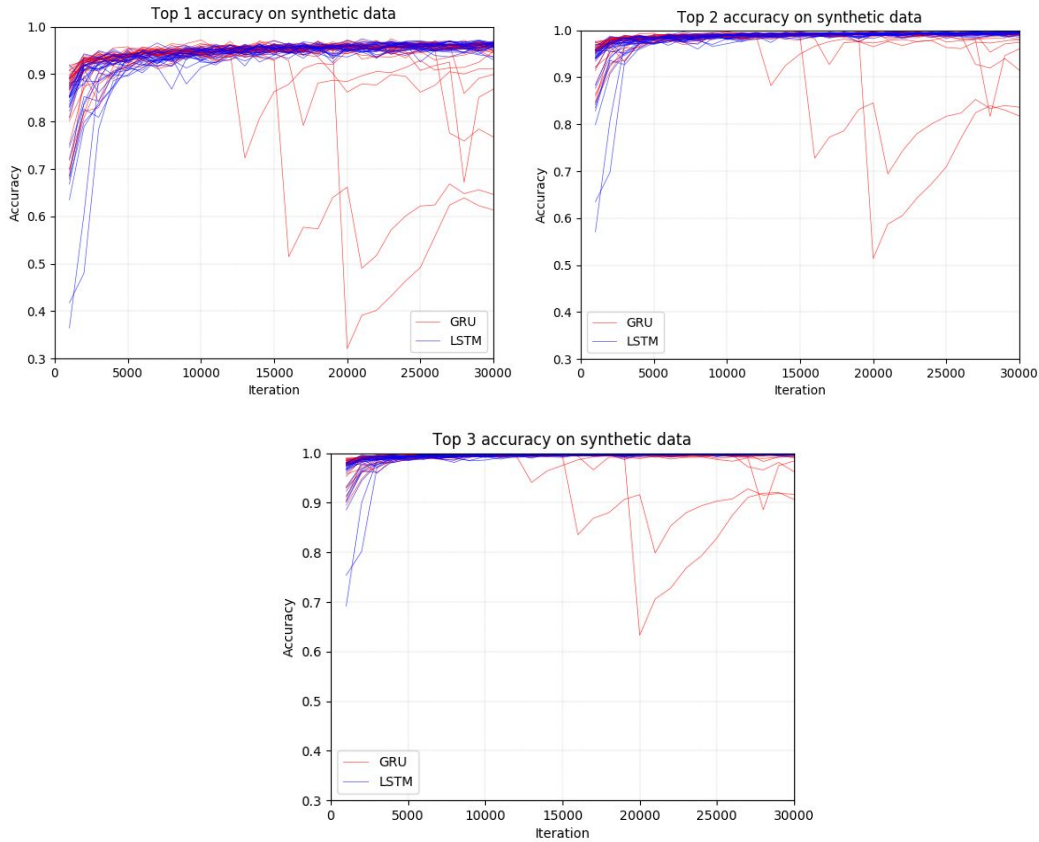 Top 1 accuracy on synthetic data
1.0
0.9
0.8
0.7
0.6
0.5
0.4
0.3
Accuracy
0 5000 10000 15000 20000 25000 30000
Iteration
GRU
LSTM
Top 2 accuracy on synthetic data
1.0
0.9
0.8
0.7
0.6
0.5
0.4
0.3
Accuracy
0 5000 10000 15000 20000 25000 30000
Iteration
GRU
LSTM
Top 3 accuracy on synthetic data
1.0
0.9
0.8
0.7
0.6
0.5
0.4
0.3
Accuracy
0 5000 10000 15000 20000 25000 30000
Iteration
GRU
LSTM